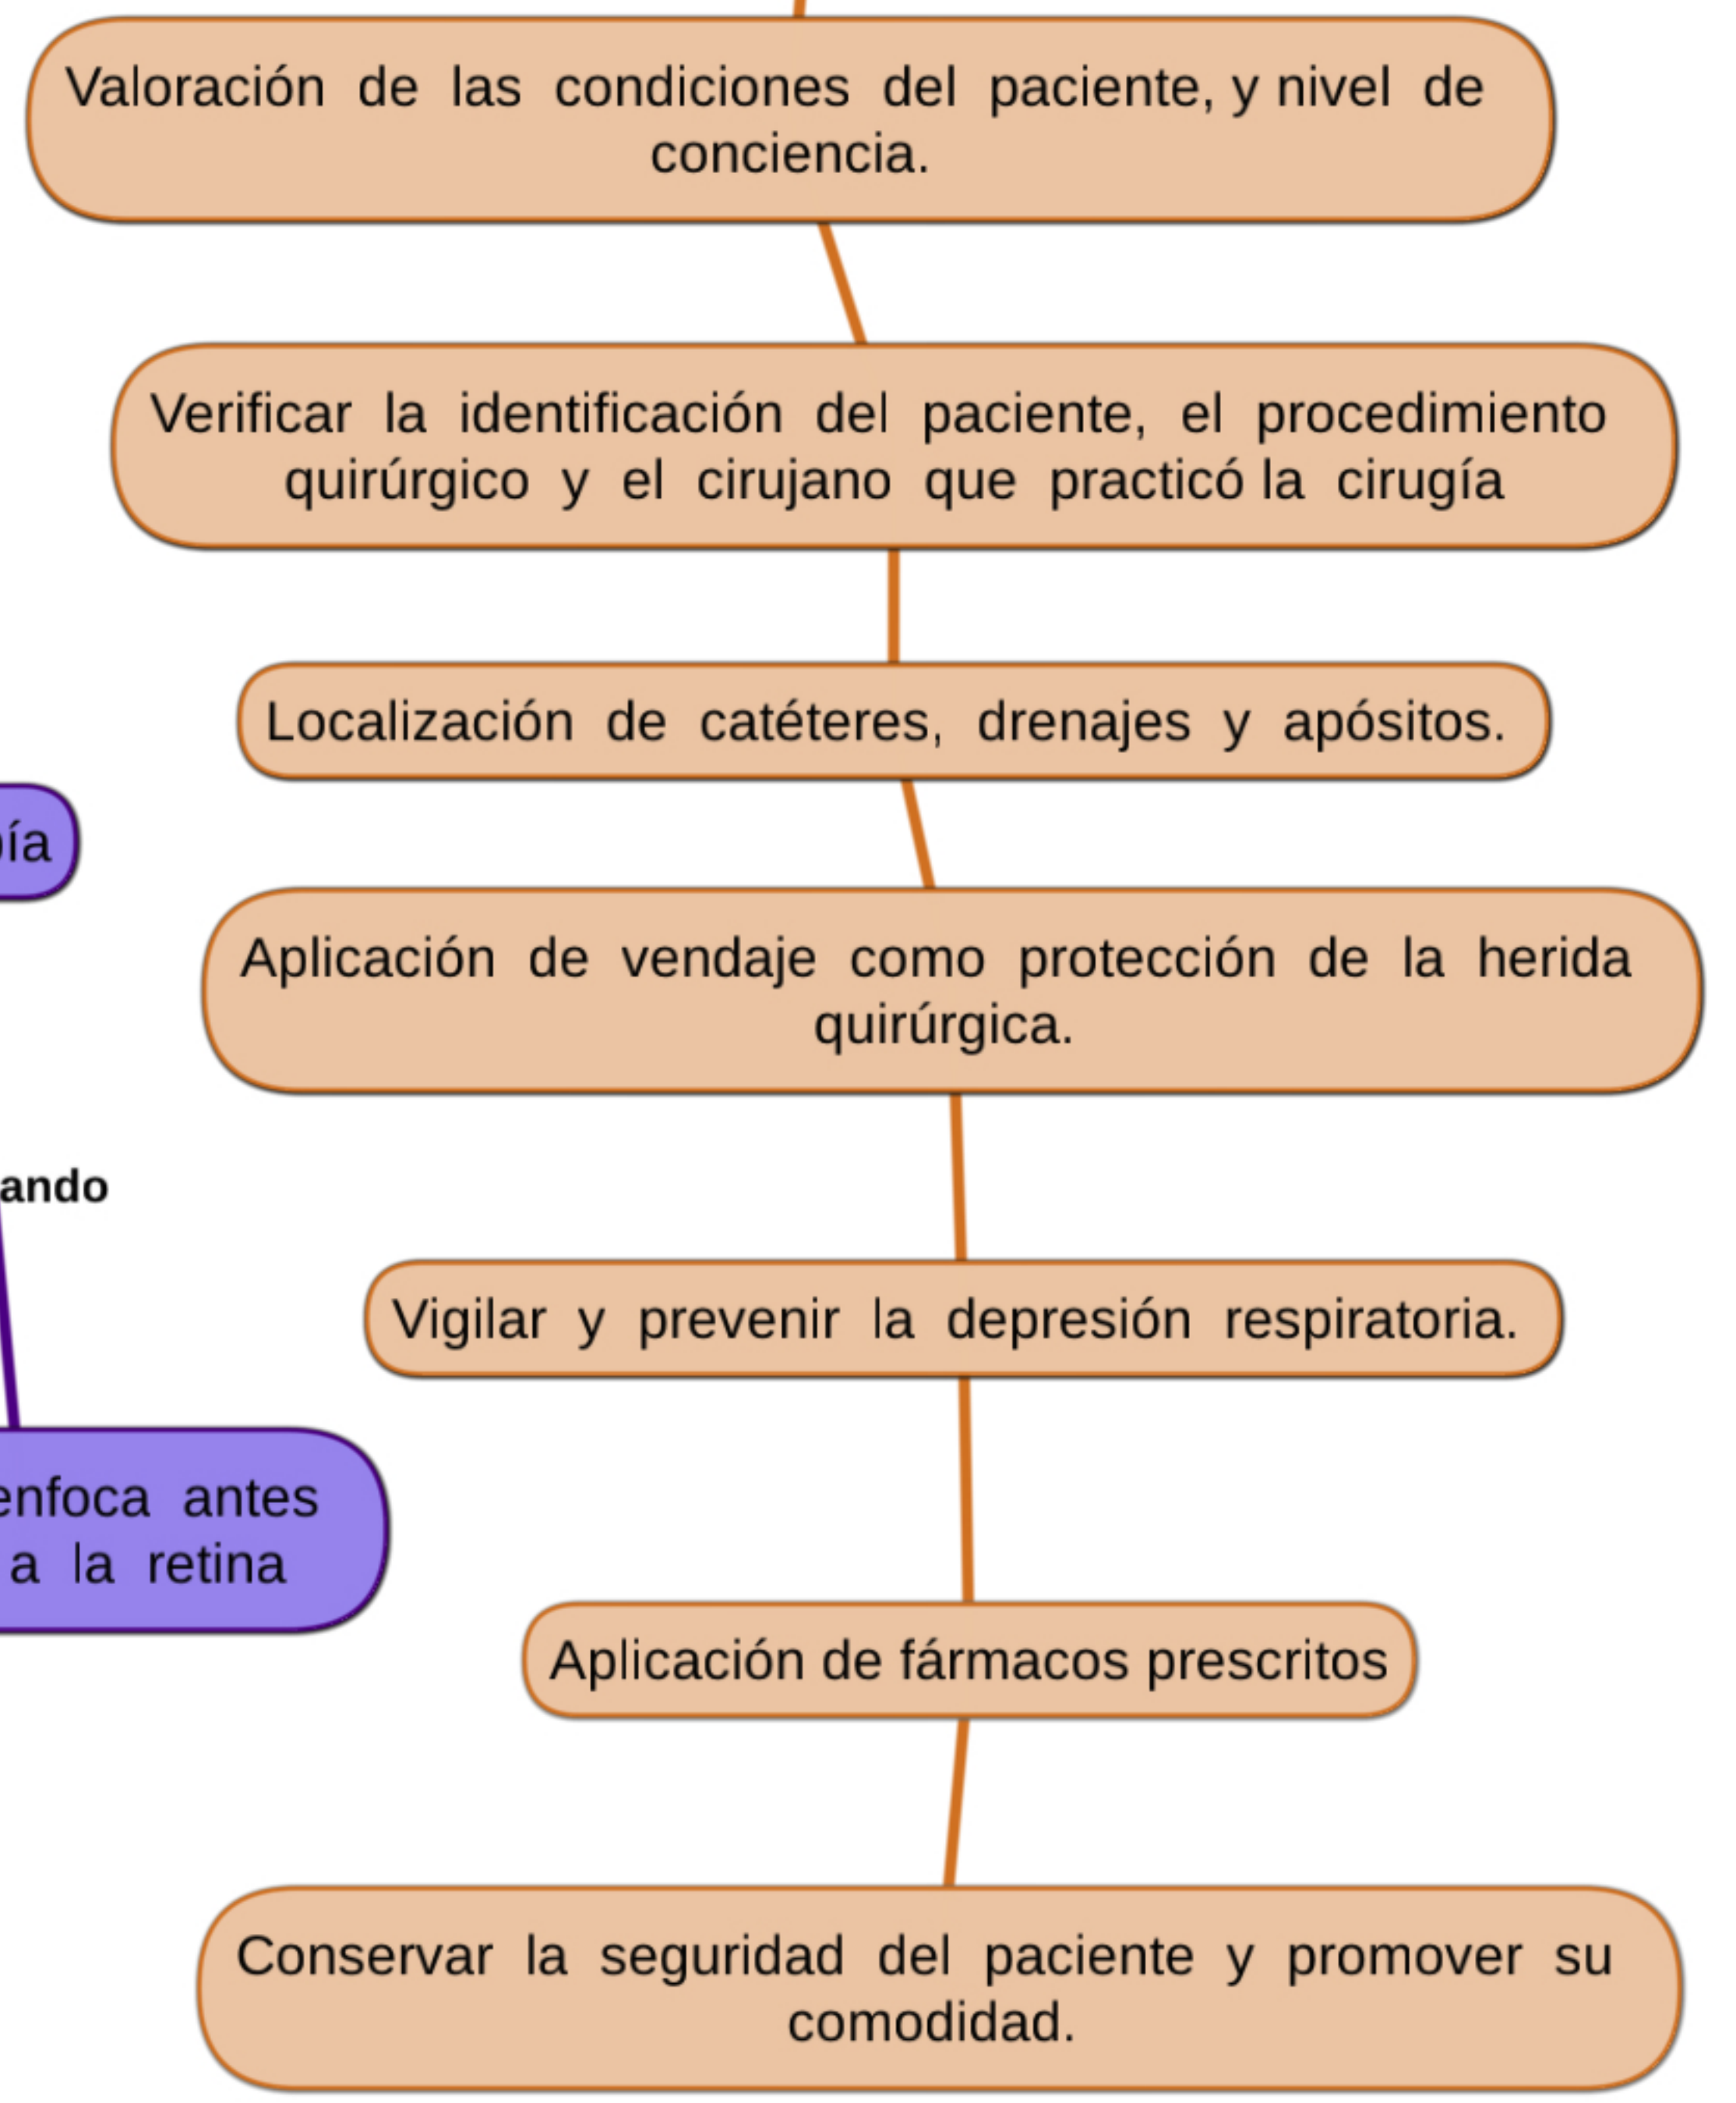 Valoración de las condiciones del paciente, y nivel de
conciencia.
Verificar la identificación del paciente, el procedimiento
quirúrgico y el cirujano que practicó la cirugía
Localización de catéteres, drenajes y apósitos.
Aplicación de vendaje como protección de la herida
quirúrgica.
ando
Vigilar y prevenir la depresión respiratoria.
enfoca antes
a la retina
Aplicación de fármacos prescritos
Conservar la seguridad del paciente y promover su
comodidad.